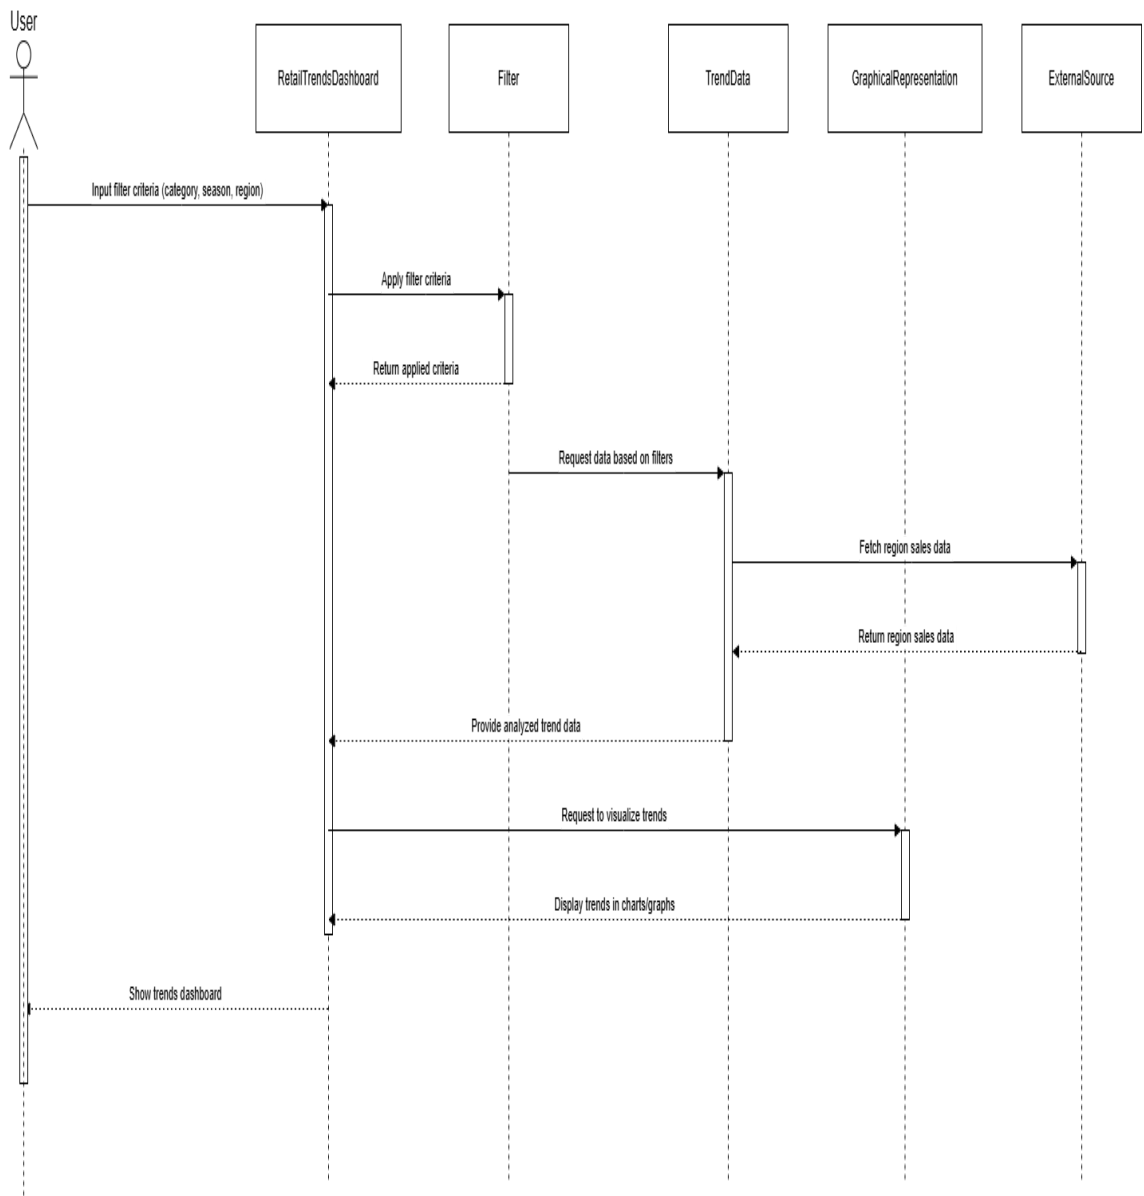 User
RetailTrendsDashboard
Filter
TrendData
GraphicalRepresentation
ExternalSource
Input filter criteria (category, season, region)
Apply filter criteria
Return applied criteria
Request data based on filters
Fetch region sales data
Return region sales data
Provide analyzed trend data
Request to visualize trends
Display trends in charts/graphs
Show trends dashboard